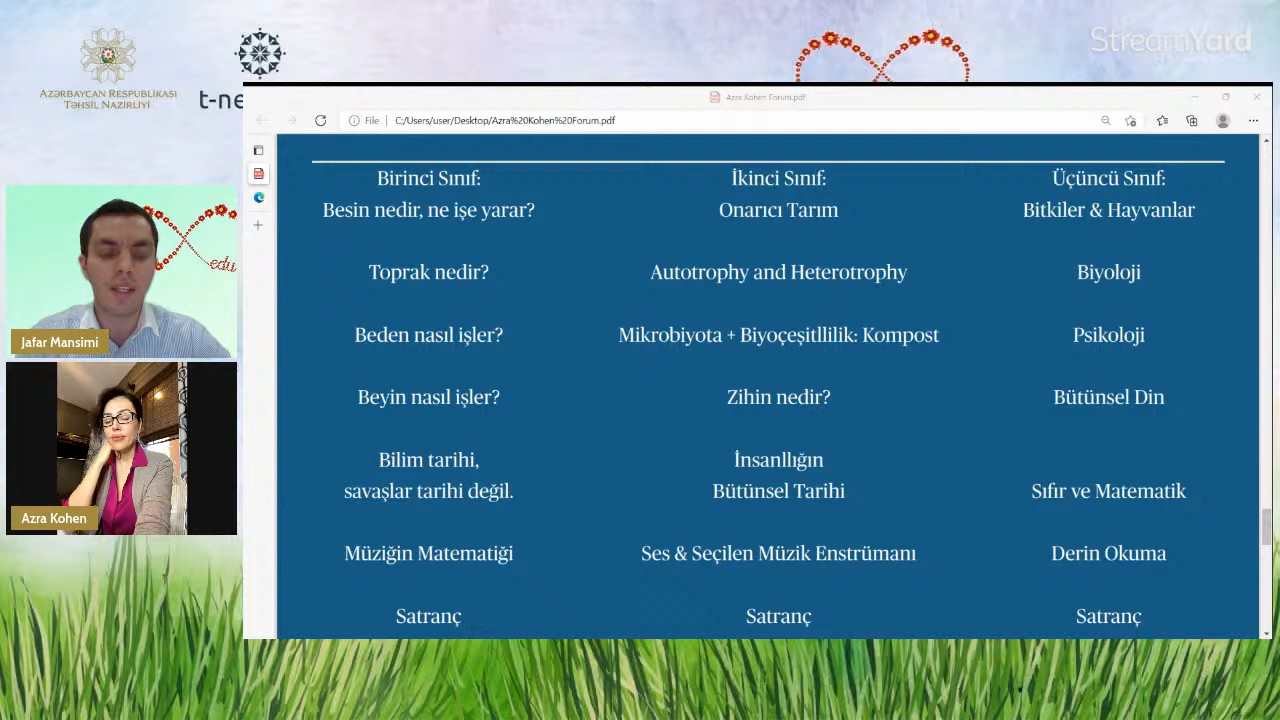 StreamYard
AZƏRBAYCAN RESPUBLİKASI
TƏHSİL NAZİRLİYİ
t-ne
Azra Kohen Forum.pdf
File
C:/Users/user/Desktop/Azra%20Kohen%20Forum.pdf
Birinci Sınıf:
İkinci Sınıf:
Üçüncü Sınıf:
Besin nedir, ne işe yarar?
Onarıcı Tarım
Bitkiler & Hayvanlar
Toprak nedir?
Autotrophy and Heterotrophy
Biyoloji
Beden nasıl işler?
Mikrobiyota + Biyoçeşitllilik: Kompost
Psikoloji
Beyin nasıl işler?
Zihin nedir?
Bütünsel Din
Bilim tarihi,
İnsanllığın
savaşlar tarihi değil.
Bütünsel Tarihi
Sıfır ve Matematik
Müziğin Matematiği
Ses & Seçilen Müzik Enstrümanı
Derin Okuma
Satranç
Satranç
Satranç
edu
Jafar Mansimi
Azra Kohen